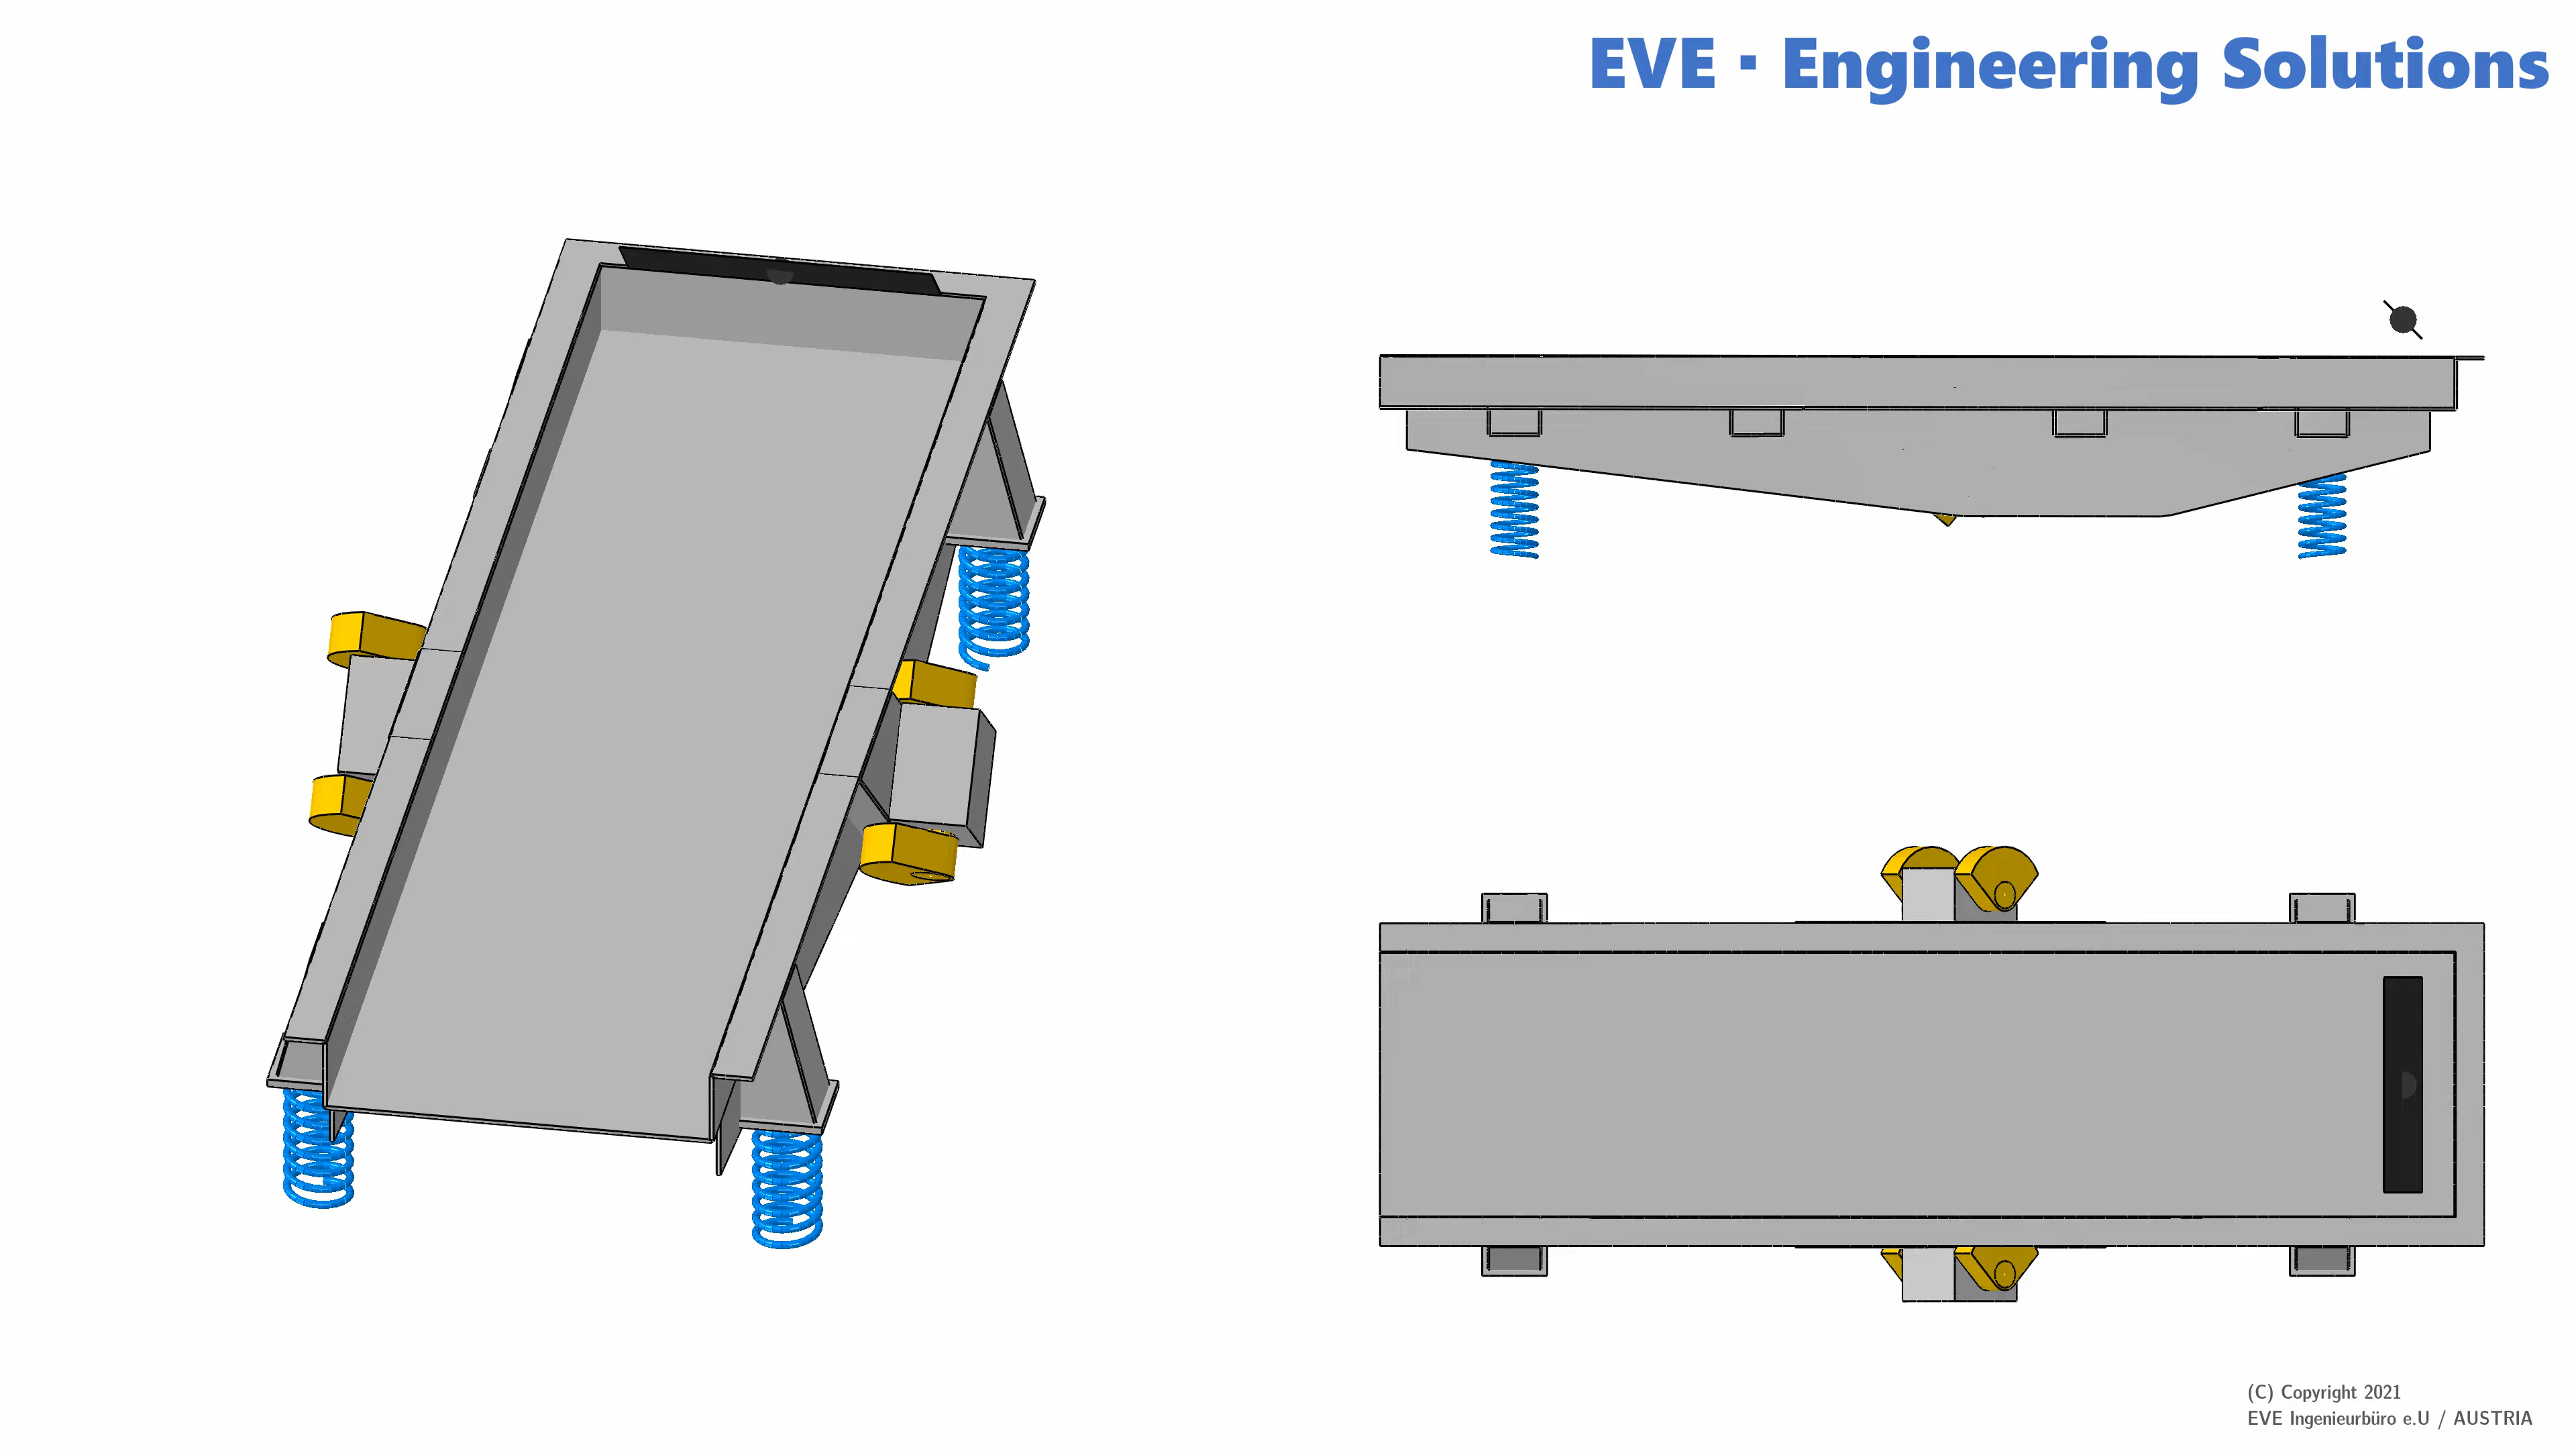 EVE ▪ Engineering Solutions
(C) Copyright 2021
EVE Ingenieurbüro e.U / AUSTRIA